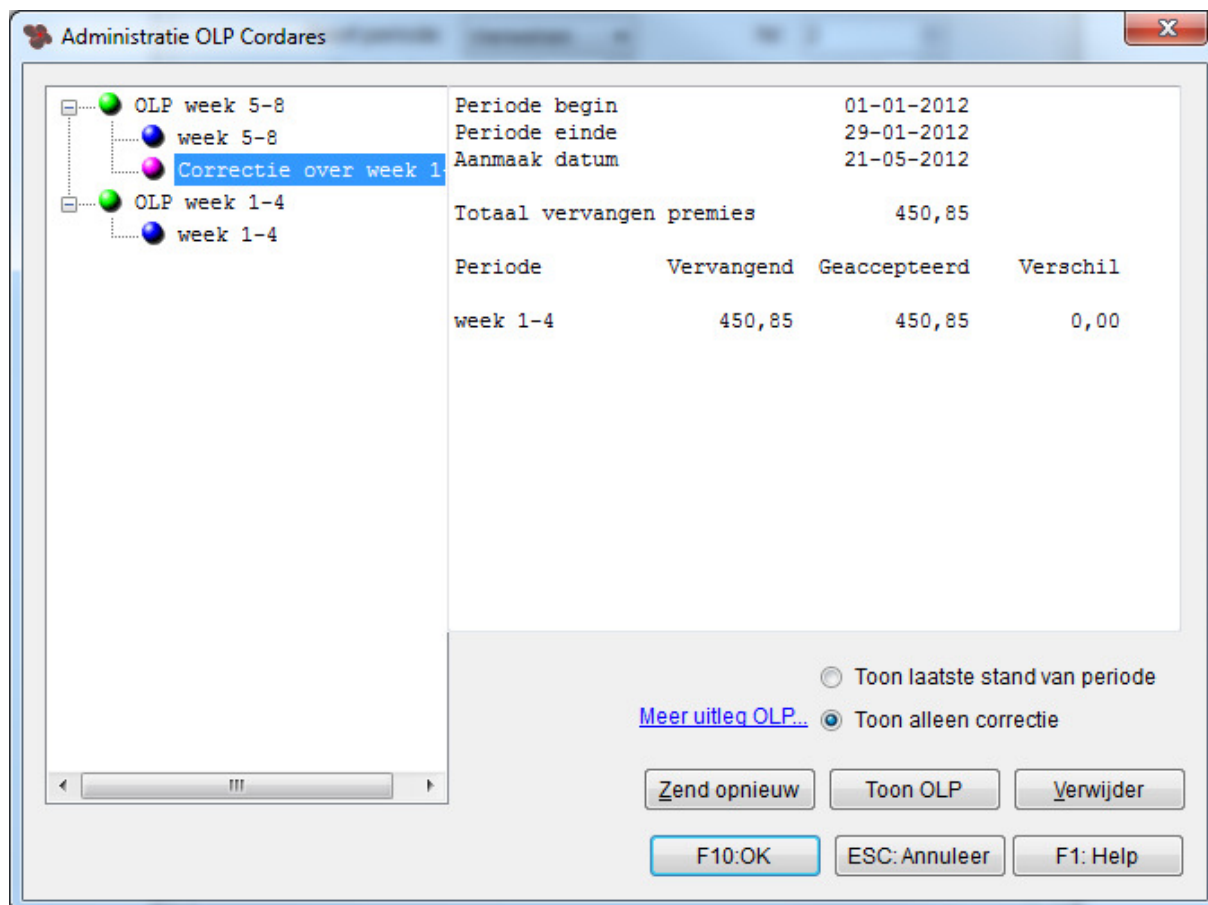 Administratie OLP Cordares
OLP week 5-8
week 5-8
Correctie over week 1-
OLP week 1-4
week 1-4
Periode begin 01-01-2012
Periode einde 29-01-2012
Aanmaak datum 21-05-2012
Totaal vervangen premies 450,85
Periode Vervangend Geaccepteerd Verschil
week 1-4 450,85 450,85 0,00
Toon laatste stand van periode
Meer uitleg OLP... Toon alleen correctie
Zend opnieuw Toon OLP Verwijder
F10:OK ESC: Annuleer F1: Help